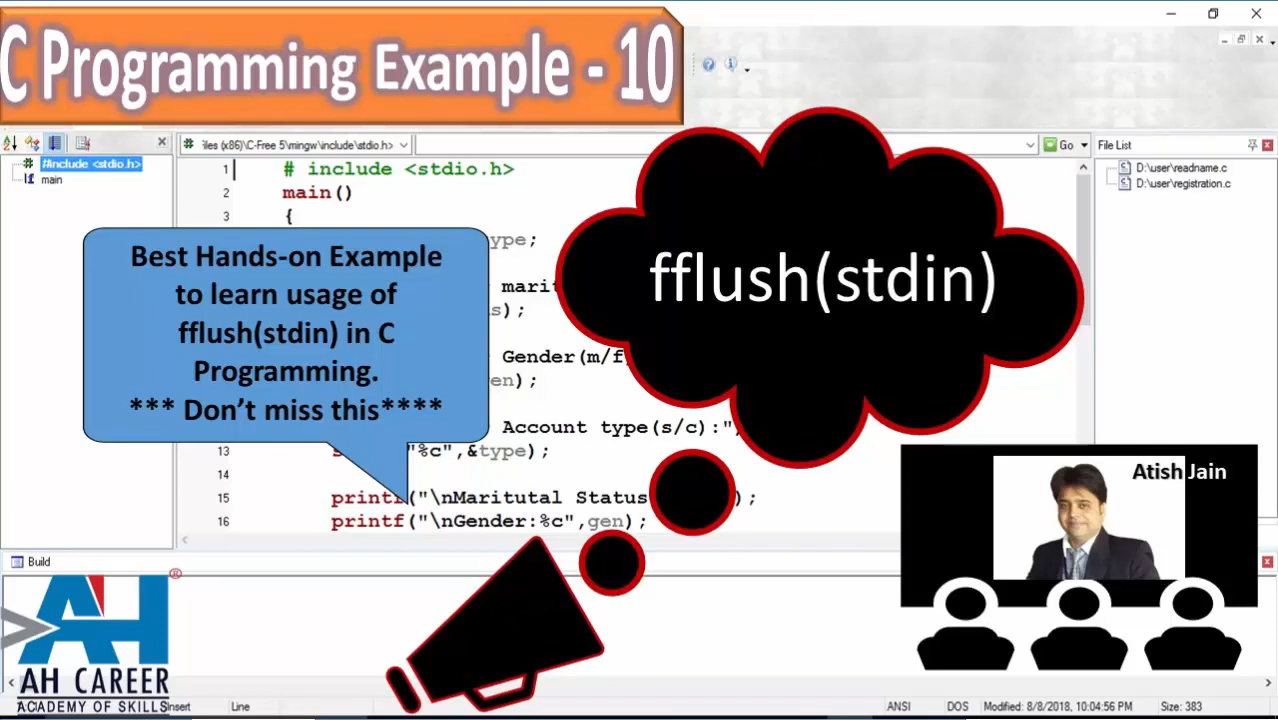 C Programming Example - 10
#include <stdio.h>
main
iles (x86)\C-Free 5\mingw\include\stdio.h>
Go
File List
D:\user\readname.c
D:\user\registration.c
1 # include <stdio.h>
2 main()
3 {
ype;
marit
s);
Gender(m/f
en);
Account type(s/c):",
13 "%c",&type);
14
15 printf("\nMaritutal Status );
16 printf("\nGender:%c",gen);
Best Hands-on Example
to learn usage of
fflush(stdin) in C
Programming.
*** Don't miss this****
fflush(stdin)
Atish Jain
Build
AH
®
AH CAREER
ACADEMY OF SKILLS
Insert Line ANSI DOS Modified: 8/8/2018, 10:04:56 PM Size: 383